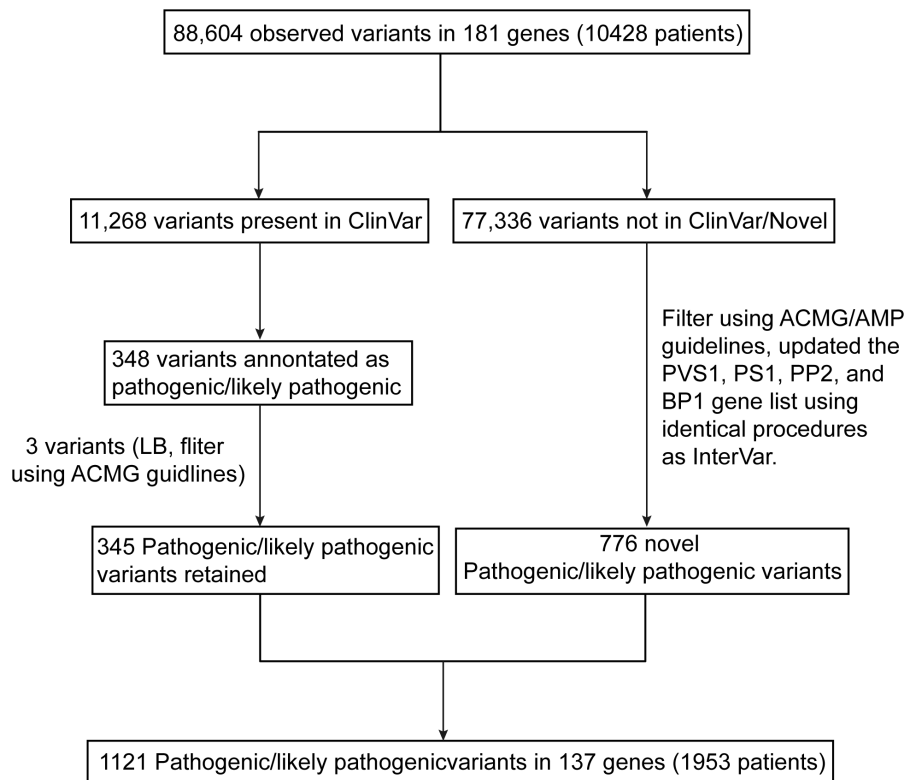 88,604 observed variants in 181 genes (10428 patients)
11,268 variants present in ClinVar
77,336 variants not in ClinVar/Novel
Filter using ACMG/AMP
guidelines, updated the
PVS1, PS1, PP2, and
BP1 gene list using
identical procedures
as InterVar.
348 variants annontated as
pathogenic/likely pathogenic
3 variants (LB, fliter
using ACMG guidlines)
345 Pathogenic/likely pathogenic
variants retained
776 novel
Pathogenic/likely pathogenic variants
1121 Pathogenic/likely pathogenicvariants in 137 genes (1953 patients)